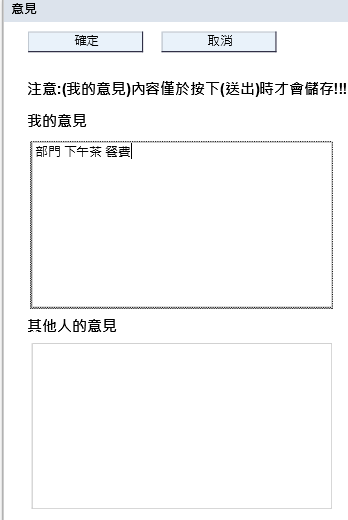 意見
確定
取消
注意:(我的意見)內容僅於按下(送出)時才會儲存!!!
我的意見
部門 下午茶 餐費
其他人的意見